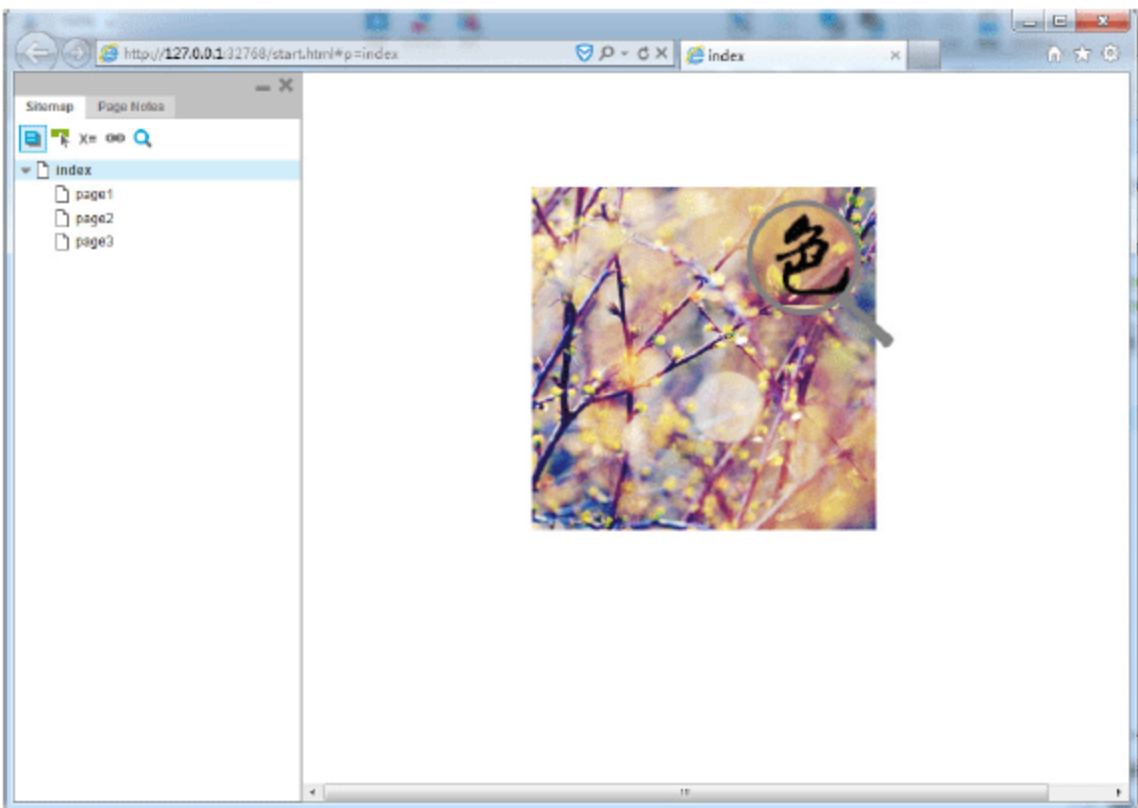 http://127.0.0.1:32768/start.html#p=index
index
Sitemap
Page Notes
X=
index
page1
page2
page3
色